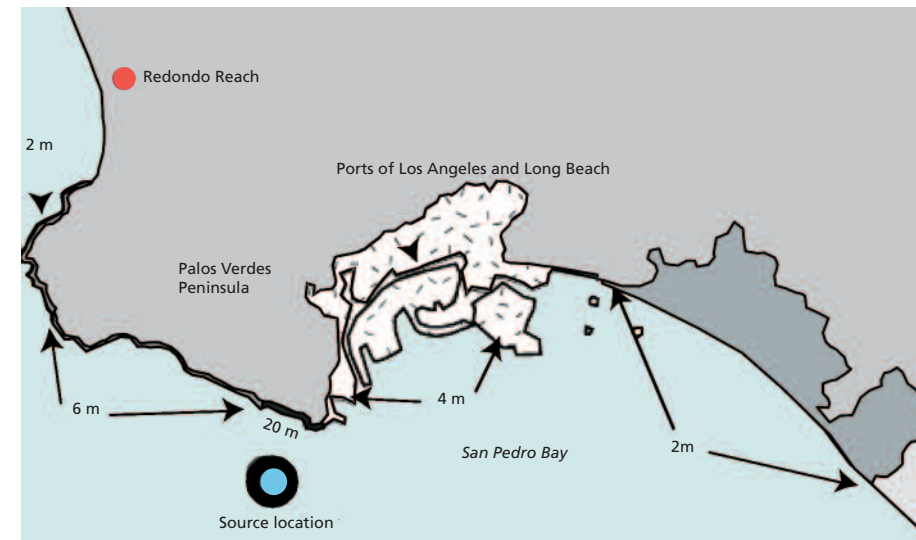 Redondo Reach
2 m
Ports of Los Angeles and Long Beach
Palos Verdes
Peninsula
6 m
20 m
4 m
San Pedro Bay
2m
Source location